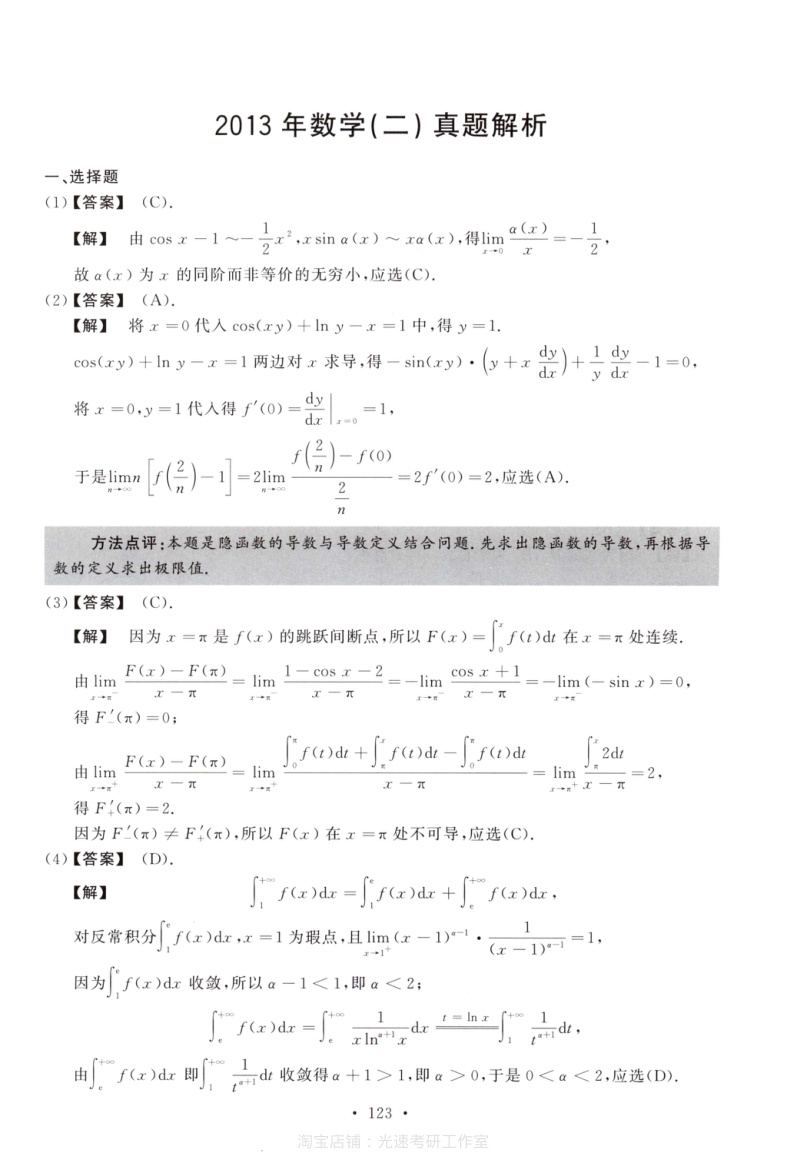 2013 年数学(二) 真题解析
一、选择题
(1)【答案】 (C).
【解】 由 cos x − 1 ~ −1/2 x², x sin α(x) ~ xα(x),得 lim_{x→0} α(x)/x = −1/2,
故 α(x) 为 x 的同阶而非等价的无穷小,应选(C).
(2)【答案】 (A).
【解】 将 x = 0 代入 cos(xy) + ln y − x = 1 中,得 y = 1.
cos(xy) + ln y − x = 1 两边对 x 求导,得 − sin(xy) · (y + x dy/dx) + 1/y dy/dx − 1 = 0,
将 x = 0, y = 1 代入得 f′(0) = dy/dx |_{x=0} = 1,
于是 lim_{n→∞} n[f(2/n) − 1] = 2 lim_{n→∞} (f(2/n) − f(0))/(2/n) = 2f′(0) = 2,应选(A).
方法点评:本题是隐函数的导数与导数定义结合问题.先求出隐函数的导数,再根据导
数的定义求出极限值.
(3)【答案】 (C).
【解】 因为 x = π 是 f(x) 的跳跃间断点,所以 F(x) = ∫_0^x f(t)dt 在 x = π 处连续.
由 lim_{x→π⁻} (F(x) − F(π))/(x − π) = lim_{x→π⁻} (1 − cos x − 2)/(x − π) = −lim_{x→π⁻} (cos x + 1)/(x − π) = −lim_{x→π⁻} (− sin x) = 0,
得 F′₋(π) = 0;
由 lim_{x→π⁺} (F(x) − F(π))/(x − π) = lim_{x→π⁺} (∫_0^π f(t)dt + ∫_π^x f(t)dt − ∫_0^π f(t)dt)/(x − π) = lim_{x→π⁺} (∫_π^x 2dt)/(x − π) = 2,
得 F′₊(π) = 2.
因为 F′₋(π) ≠ F′₊(π),所以 F(x) 在 x = π 处不可导,应选(C).
(4)【答案】 (D).
【解】 ∫_1^{+∞} f(x)dx = ∫_1^e f(x)dx + ∫_e^{+∞} f(x)dx,
对反常积分 ∫_1^e f(x)dx, x = 1 为瑕点,且 lim_{x→1⁺} (x − 1)^{α−1} · 1/(x − 1)^{α−1} = 1,
因为 ∫_1^e f(x)dx 收敛,所以 α − 1 < 1,即 α < 2;
∫_e^{+∞} f(x)dx = ∫_e^{+∞} 1/(x ln^{α+1} x) dx ==(t = ln x)== ∫_1^{+∞} 1/t^{α+1} dt,
由 ∫_e^{+∞} f(x)dx 即 ∫_1^{+∞} 1/t^{α+1} dt 收敛得 α + 1 > 1,即 α > 0,于是 0 < α < 2,应选(D).
· 123 ·
淘宝店铺:光速考研工作室